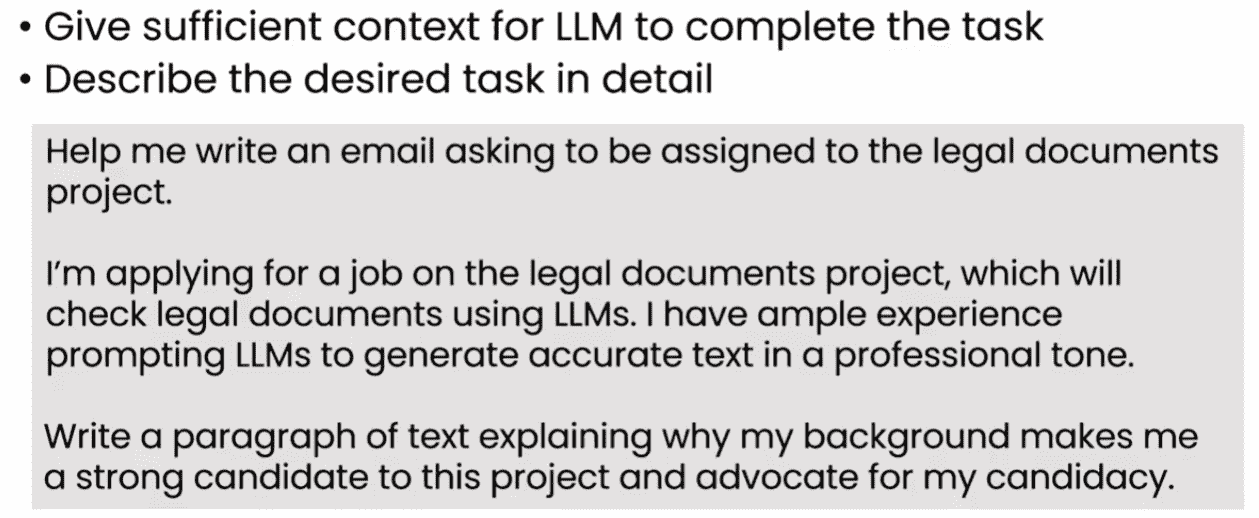 • Give sufficient context for LLM to complete the task
• Describe the desired task in detail
Help me write an email asking to be assigned to the legal documents
project.
I'm applying for a job on the legal documents project, which will
check legal documents using LLMs. I have ample experience
prompting LLMs to generate accurate text in a professional tone.
Write a paragraph of text explaining why my background makes me
a strong candidate to this project and advocate for my candidacy.